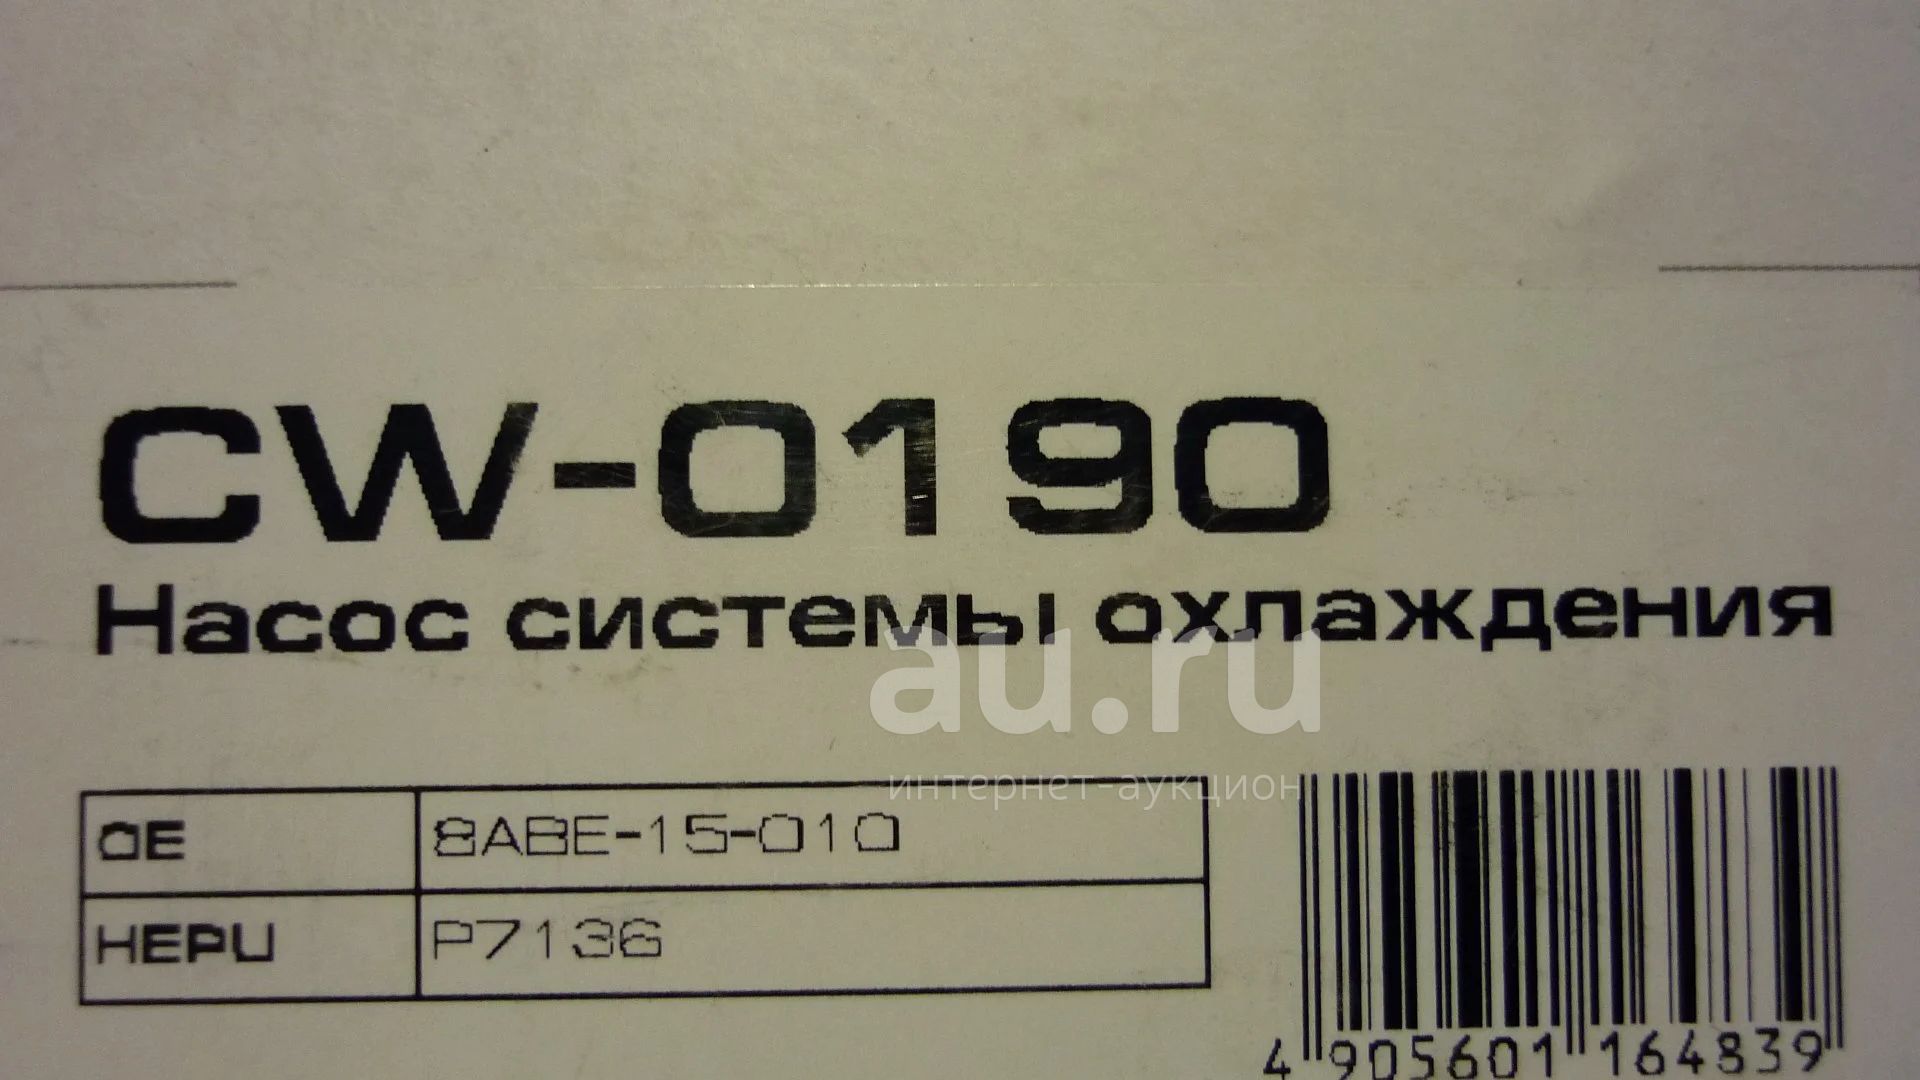 CW-0190
Насос системы охлаждения
au.ru
интернет-аукцион
OE 8ABE-15-010
HEPU P7136
4 905601 164839